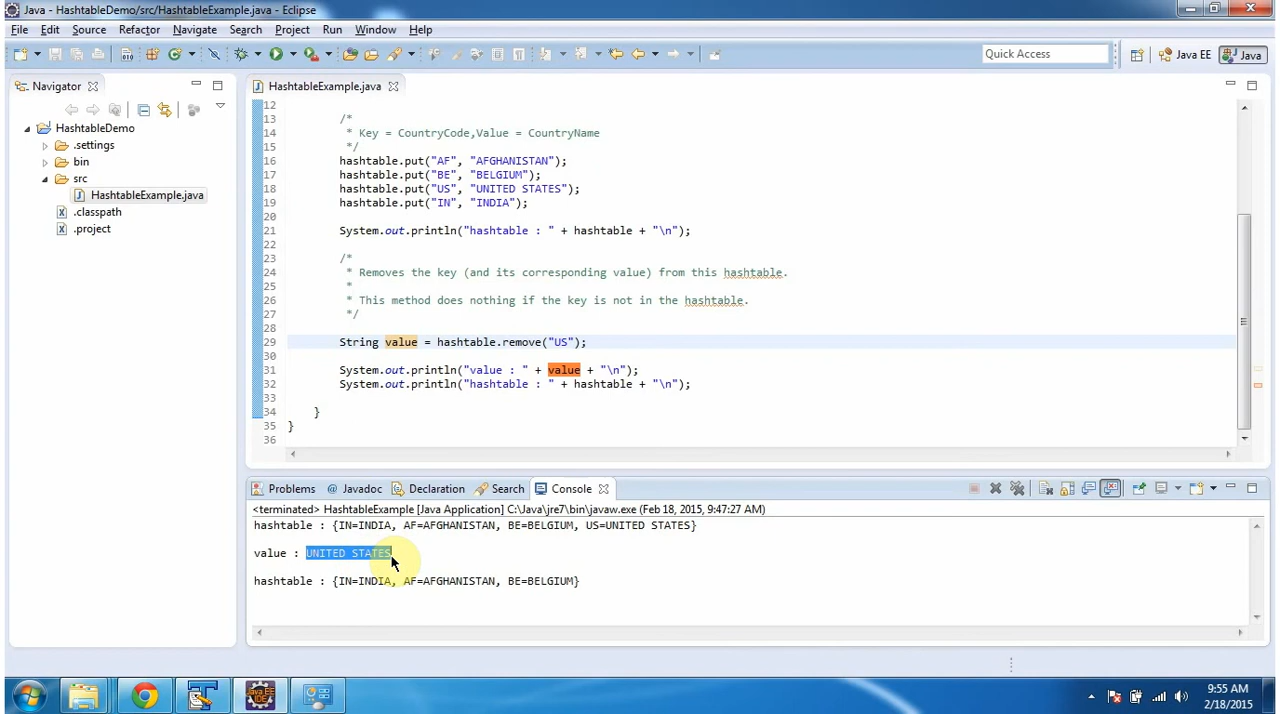 Java - HashtableDemo/src/HashtableExample.java - Eclipse
File Edit Source Refactor Navigate Search Project Run Window Help
Quick Access
Java EE
Java
Navigator
HashtableDemo
.settings
bin
src
HashtableExample.java
.classpath
.project
HashtableExample.java
12
13 /*
14 * Key = CountryCode,Value = CountryName
15 */
16 hashtable.put("AF", "AFGHANISTAN");
17 hashtable.put("BE", "BELGIUM");
18 hashtable.put("US", "UNITED STATES");
19 hashtable.put("IN", "INDIA");
20
21 System.out.println("hashtable : " + hashtable + "\n");
22
23 /*
24 * Removes the key (and its corresponding value) from this hashtable.
25 *
26 * This method does nothing if the key is not in the hashtable.
27 */
28
29 String value = hashtable.remove("US");
30
31 System.out.println("value : " + value + "\n");
32 System.out.println("hashtable : " + hashtable + "\n");
33
34 }
35 }
36
Problems @ Javadoc Declaration Search Console
<terminated> HashtableExample [Java Application] C:\Java\jre7\bin\javaw.exe (Feb 18, 2015, 9:47:27 AM)
hashtable : {IN=INDIA, AF=AFGHANISTAN, BE=BELGIUM, US=UNITED STATES}
value : UNITED STATES
hashtable : {IN=INDIA, AF=AFGHANISTAN, BE=BELGIUM}
Java EE
IDE
9:55 AM
2/18/2015